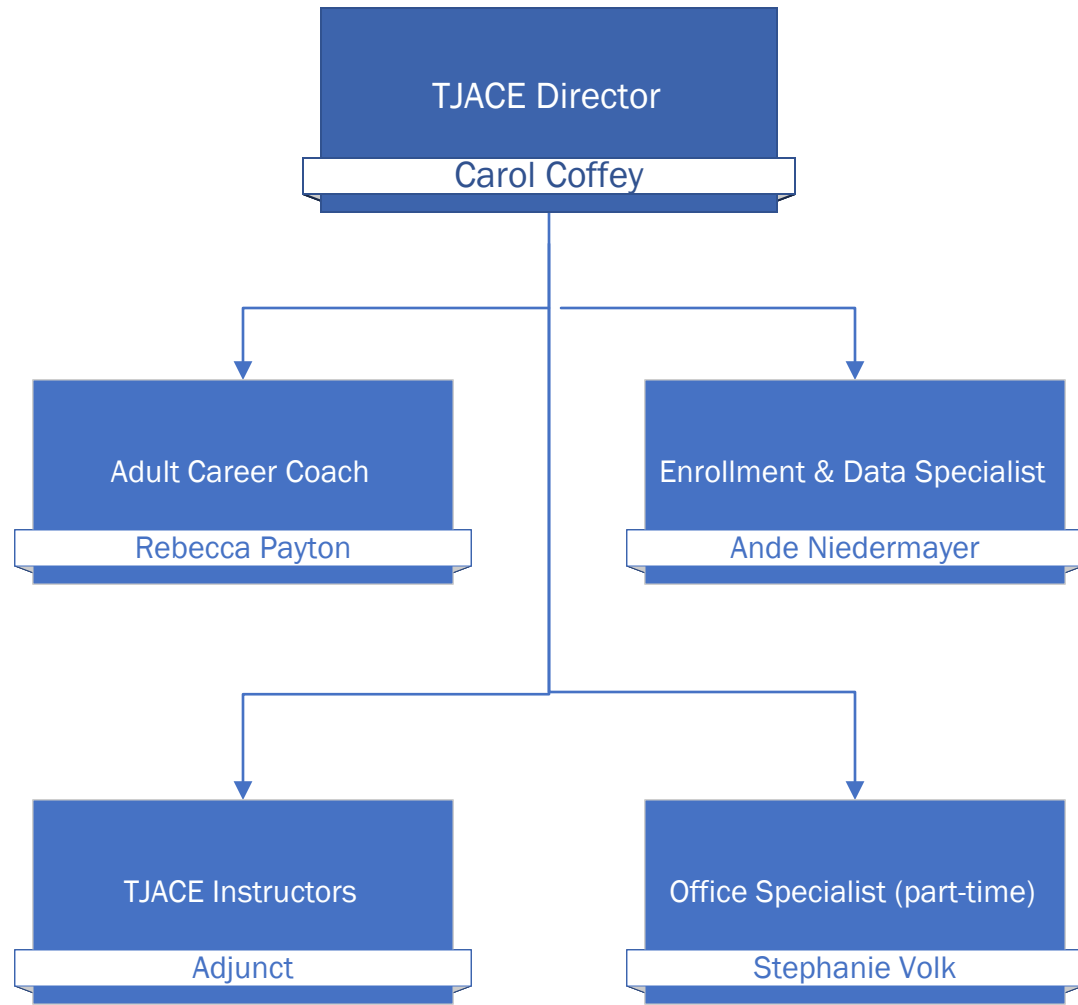 TJACE Director
Carol Coffey
Adult Career Coach
Rebecca Payton
Enrollment & Data Specialist
Ande Niedermayer
TJACE Instructors
Adjunct
Office Specialist (part-time)
Stephanie Volk